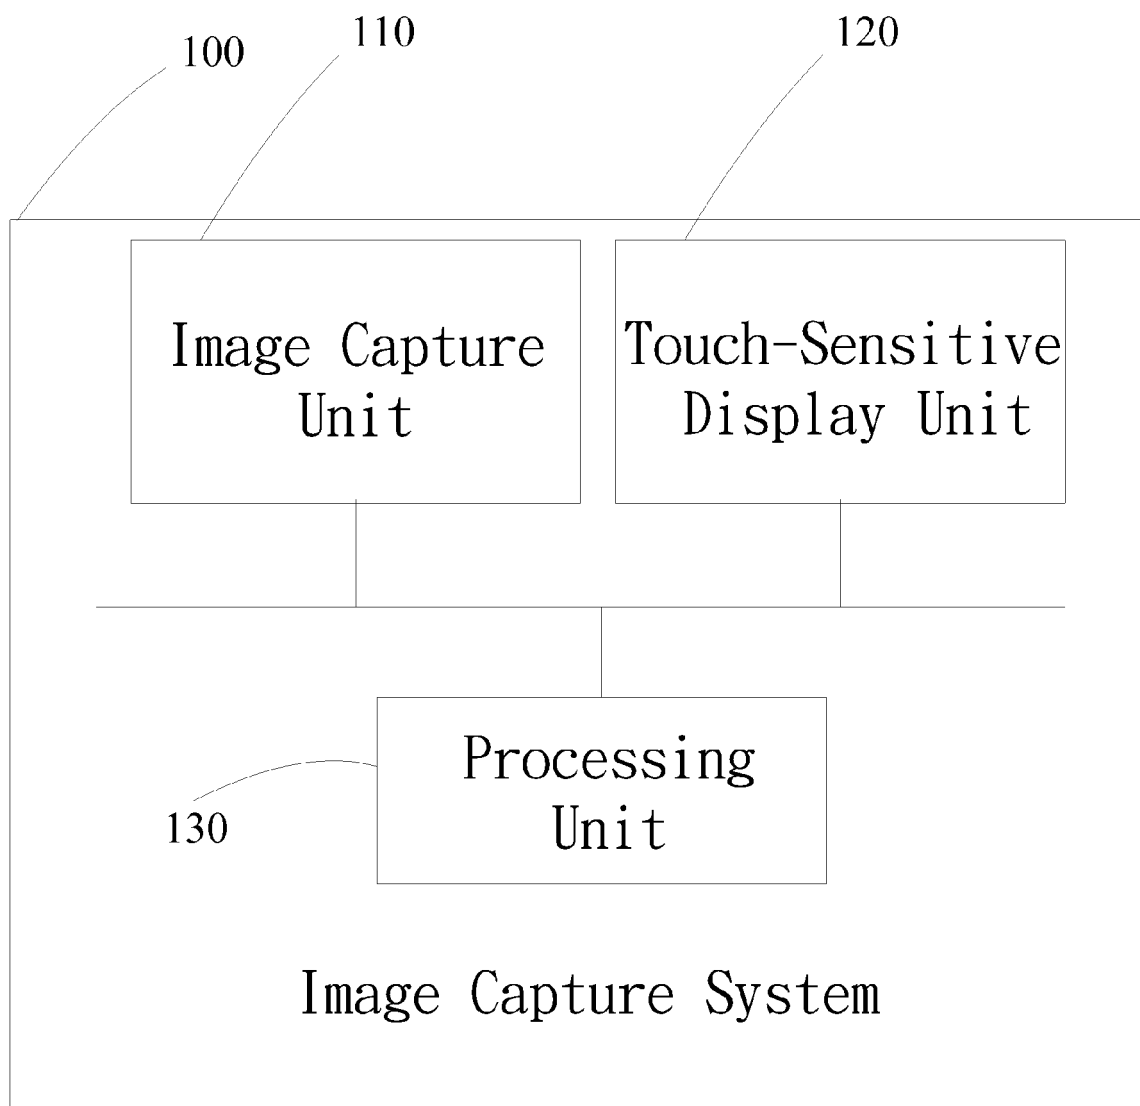 100
110
120
Image Capture
Unit
Touch-Sensitive
Display Unit
Processing
Unit
130
Image Capture System